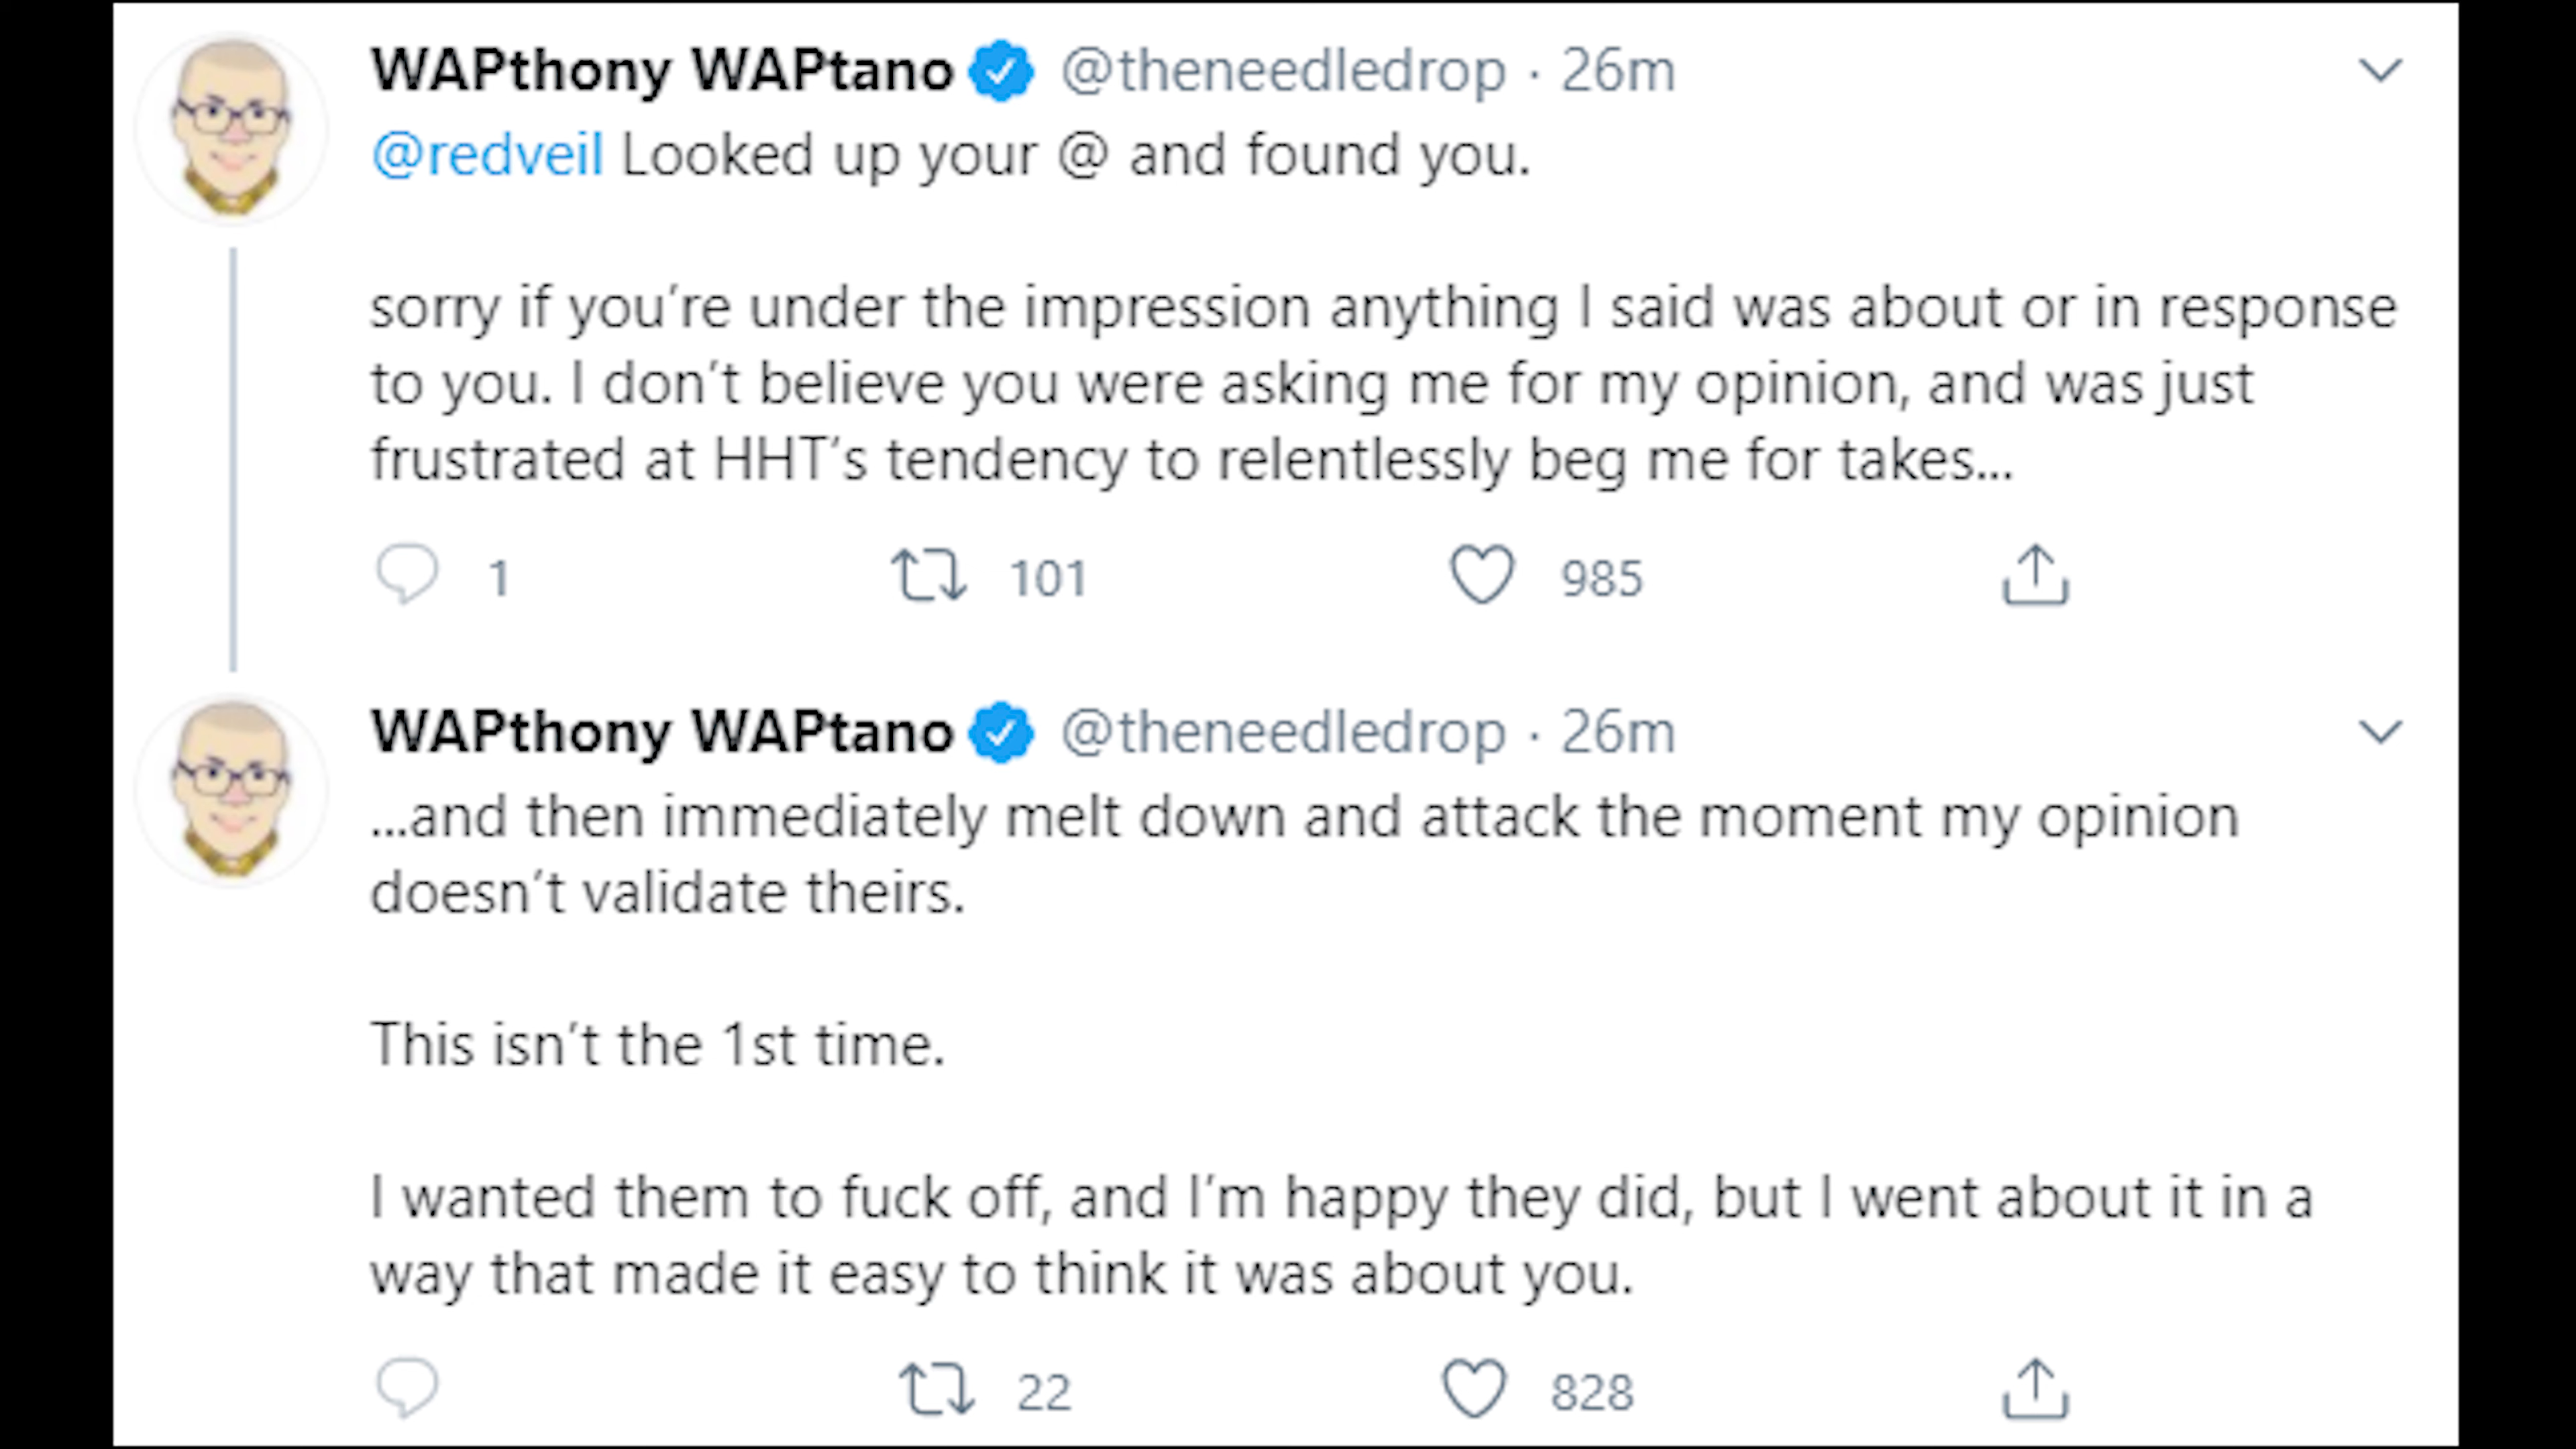 WAPthony WAPtano @theneedledrop · 26m
@redveil Looked up your @ and found you.
sorry if you're under the impression anything I said was about or in response
to you. I don't believe you were asking me for my opinion, and was just
frustrated at HHT's tendency to relentlessly beg me for takes...
1 101 985
WAPthony WAPtano @theneedledrop · 26m
...and then immediately melt down and attack the moment my opinion
doesn't validate theirs.
This isn't the 1st time.
I wanted them to fuck off, and I'm happy they did, but I went about it in a
way that made it easy to think it was about you.
22 828